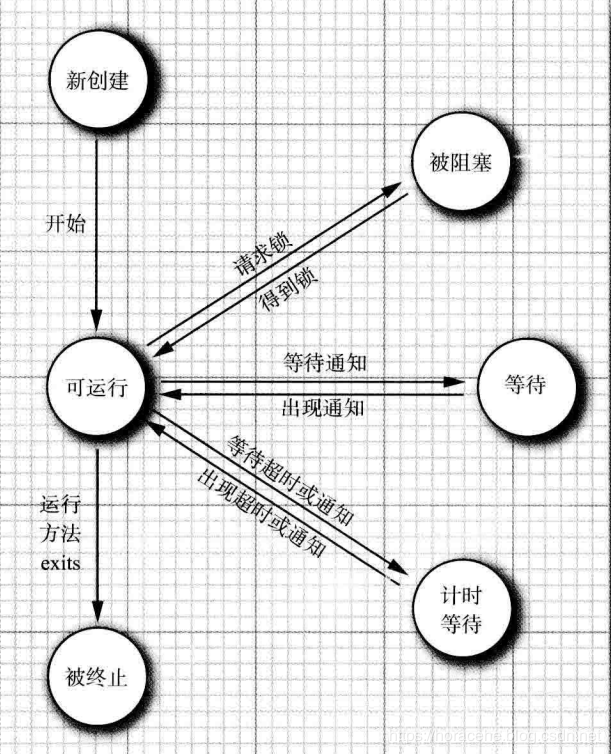 新创建
开始
被阻塞
请求锁
得到锁
可运行
等待通知
出现通知
等待
等待超时或通知
出现超时或通知
运行
方法
exits
计时
等待
被终止